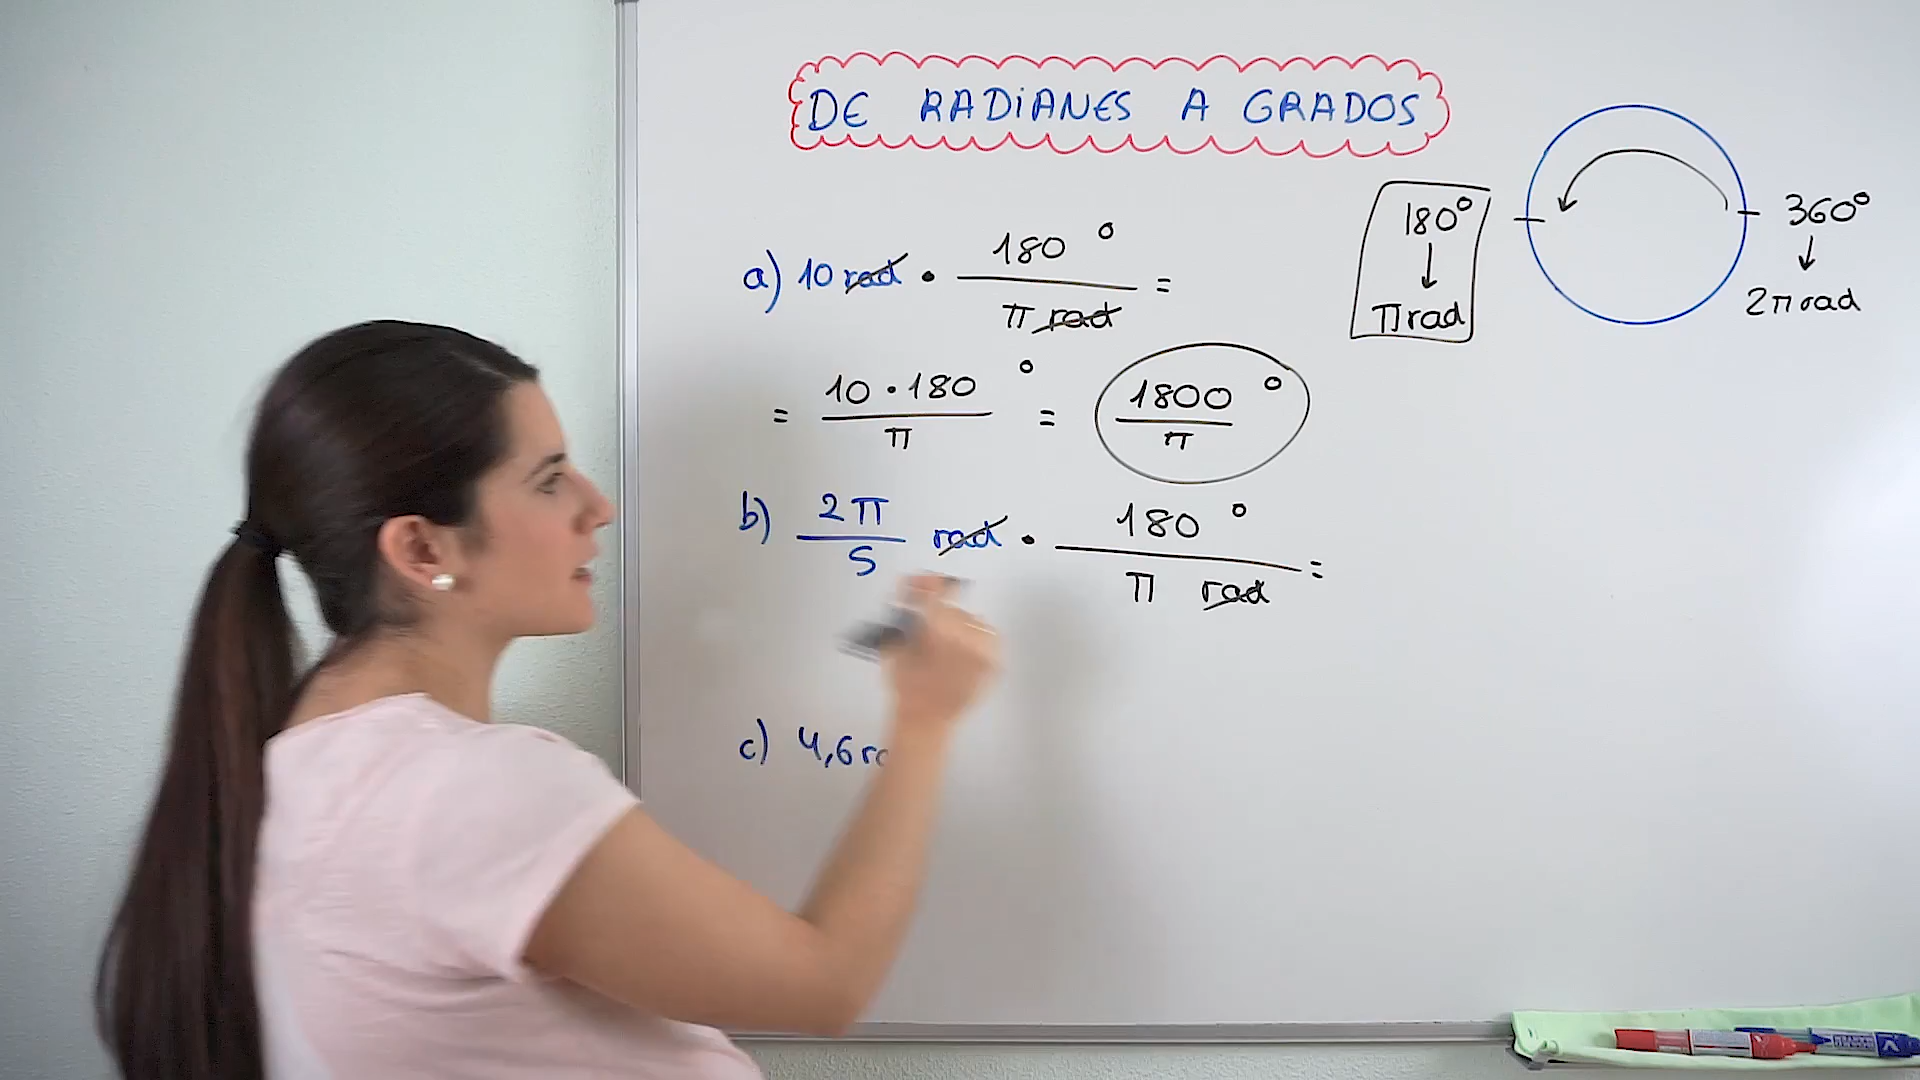 DE RADIANES A GRADOS
180°
↓
π rad
360°
↓
2π rad
a) 10 rad · 180° / π rad =
= 10 · 180° / π = 1800° / π
b) 2π / 5 rad · 180° / π rad =
c) 4,6